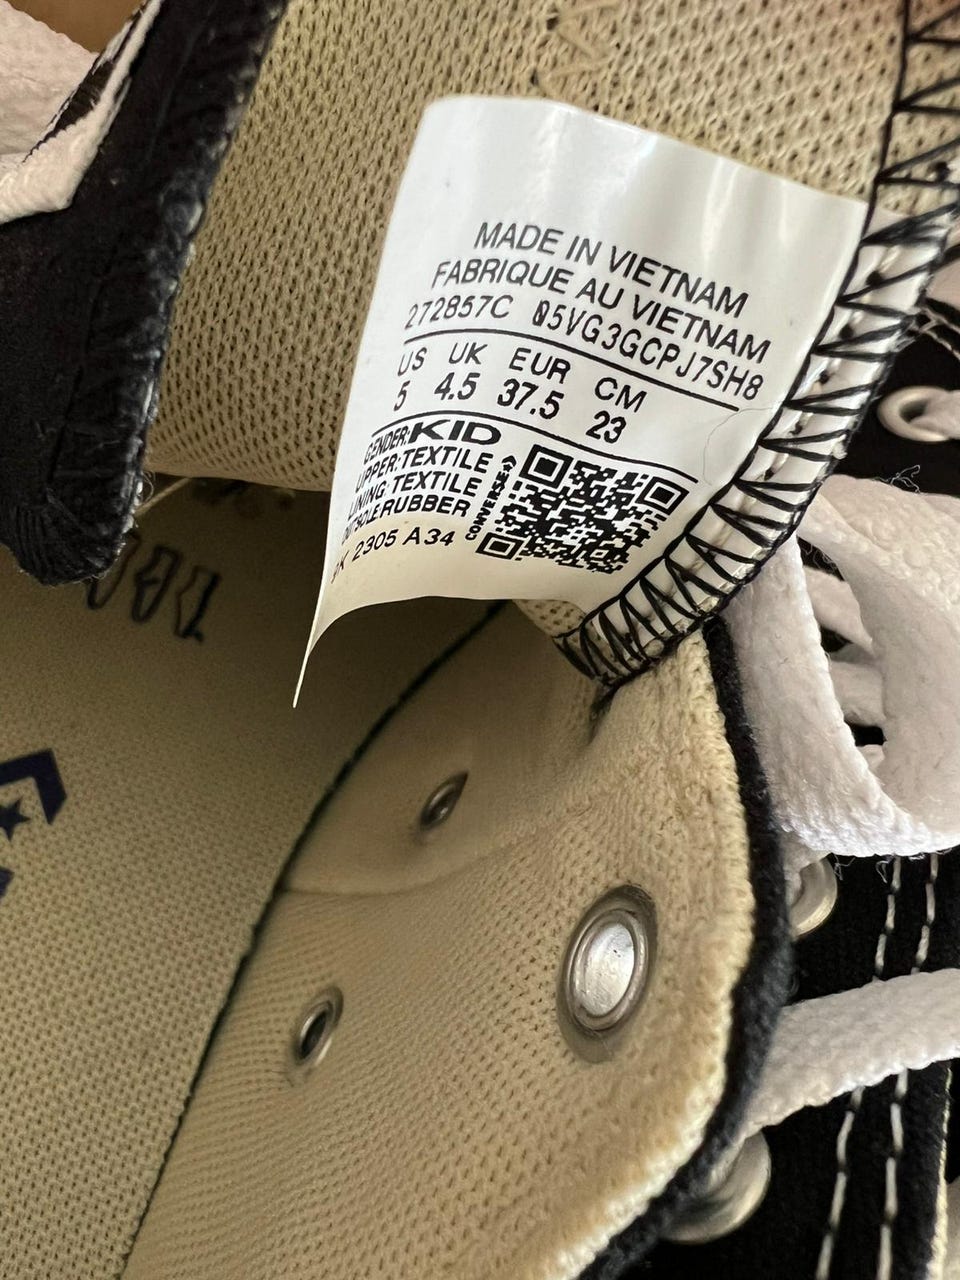 MADE IN VIETNAM
FABRIQUE AU VIETNAM
272857C 05VG3GCPJ7SH8
US UK EUR CM
5 4.5 37.5 23
GENDER:KID
UPPER:TEXTILE
LINING:TEXTILE
OUTSOLE:RUBBER
2305 A34
CONVERSE